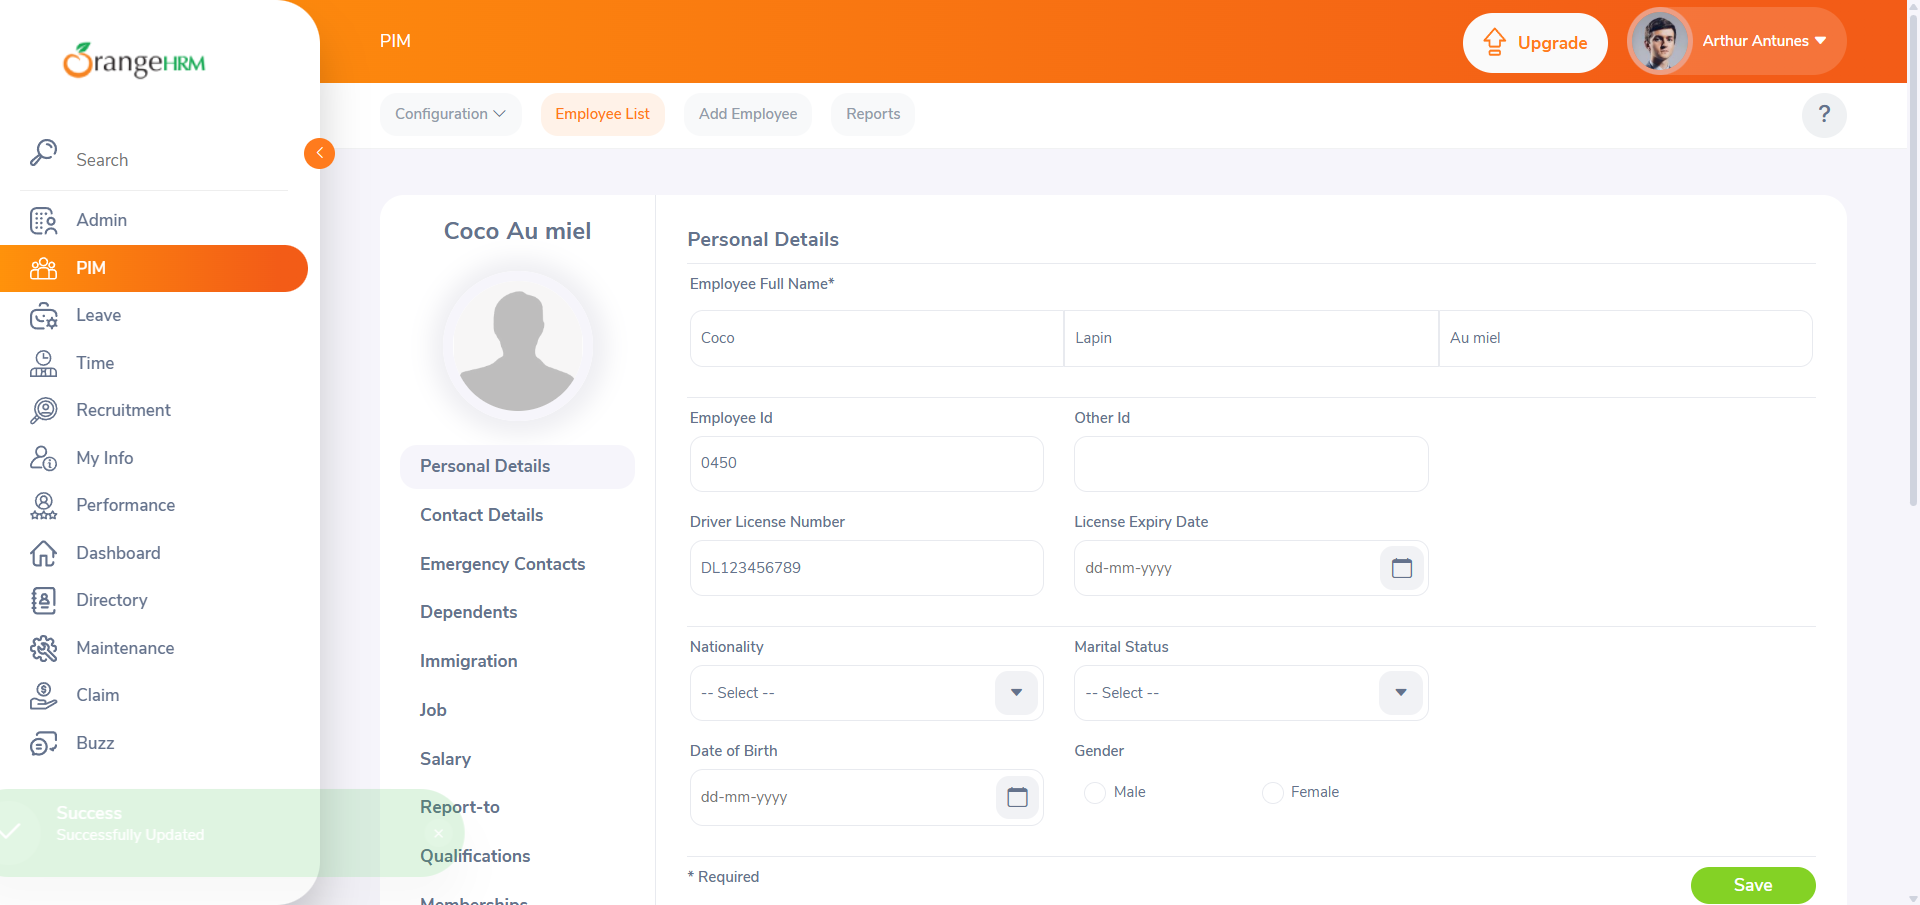 OrangeHRM
PIM
Upgrade
Arthur Antunes
Configuration
Employee List
Add Employee
Reports
?
Search
Admin
PIM
Leave
Time
Recruitment
My Info
Performance
Dashboard
Directory
Maintenance
Claim
Buzz
Success
Successfully Updated
Coco Au miel
Personal Details
Contact Details
Emergency Contacts
Dependents
Immigration
Job
Salary
Report-to
Qualifications
Memberships
Personal Details
Employee Full Name*
Coco Lapin Au miel
Employee Id Other Id
0450
Driver License Number License Expiry Date
DL123456789 dd-mm-yyyy
Nationality Marital Status
-- Select -- -- Select --
Date of Birth Gender
dd-mm-yyyy Male Female
* Required
Save